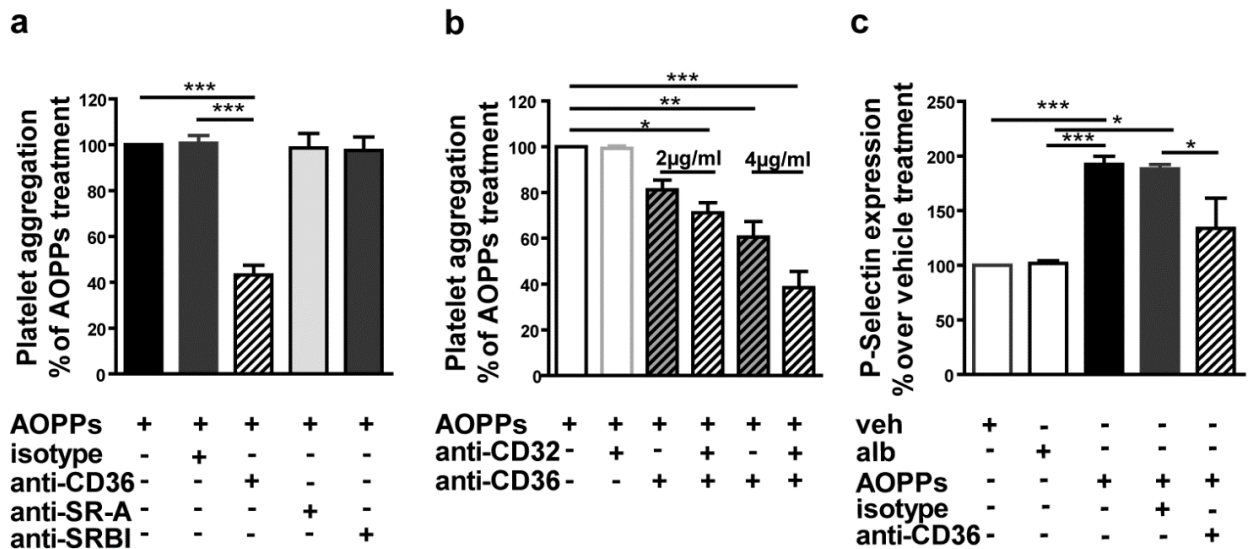 a
Platelet aggregation
% of AOPPs treatment
120
100
80
60
40
20
0
***
***
AOPPs + + + + +
isotype - + - - -
anti-CD36 - - + - -
anti-SR-A - - - + -
anti-SRBI - - - - +
b
Platelet aggregation
% of AOPPs treatment
120
100
80
60
40
20
0
***
**
*
2µg/ml 4µg/ml
AOPPs + + + + + +
anti-CD32 - + - + - +
anti-CD36 - - + + + +
c
P-Selectin expression
% over vehicle treatment
250
200
150
100
50
0
***
*
***
*
veh + - - - -
alb - + - - -
AOPPs - - + + +
isotype - - - + -
anti-CD36 - - - - +